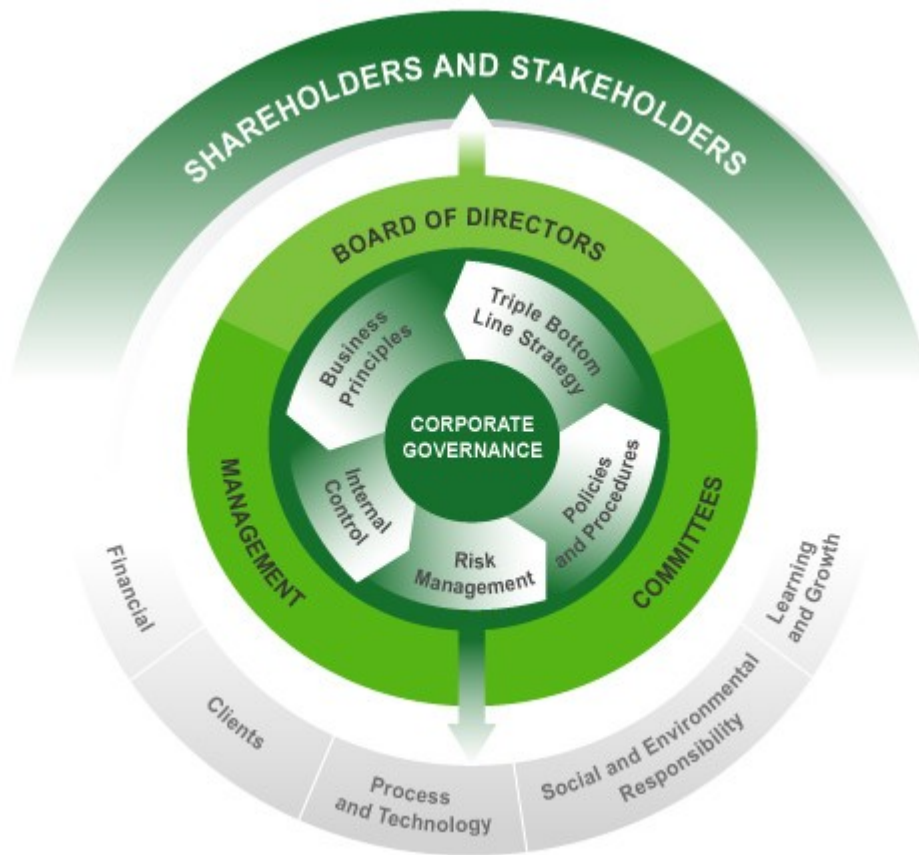 SHAREHOLDERS AND STAKEHOLDERS
BOARD OF DIRECTORS
Business
Principles
Triple Bottom
Line Strategy
CORPORATE
GOVERNANCE
Internal
Control
Risk
Management
Policies
and Procedures
MANAGEMENT
COMMITTEES
Financial
Clients
Process
and Technology
Social and Environmental
Responsibility
Learning
and Growth